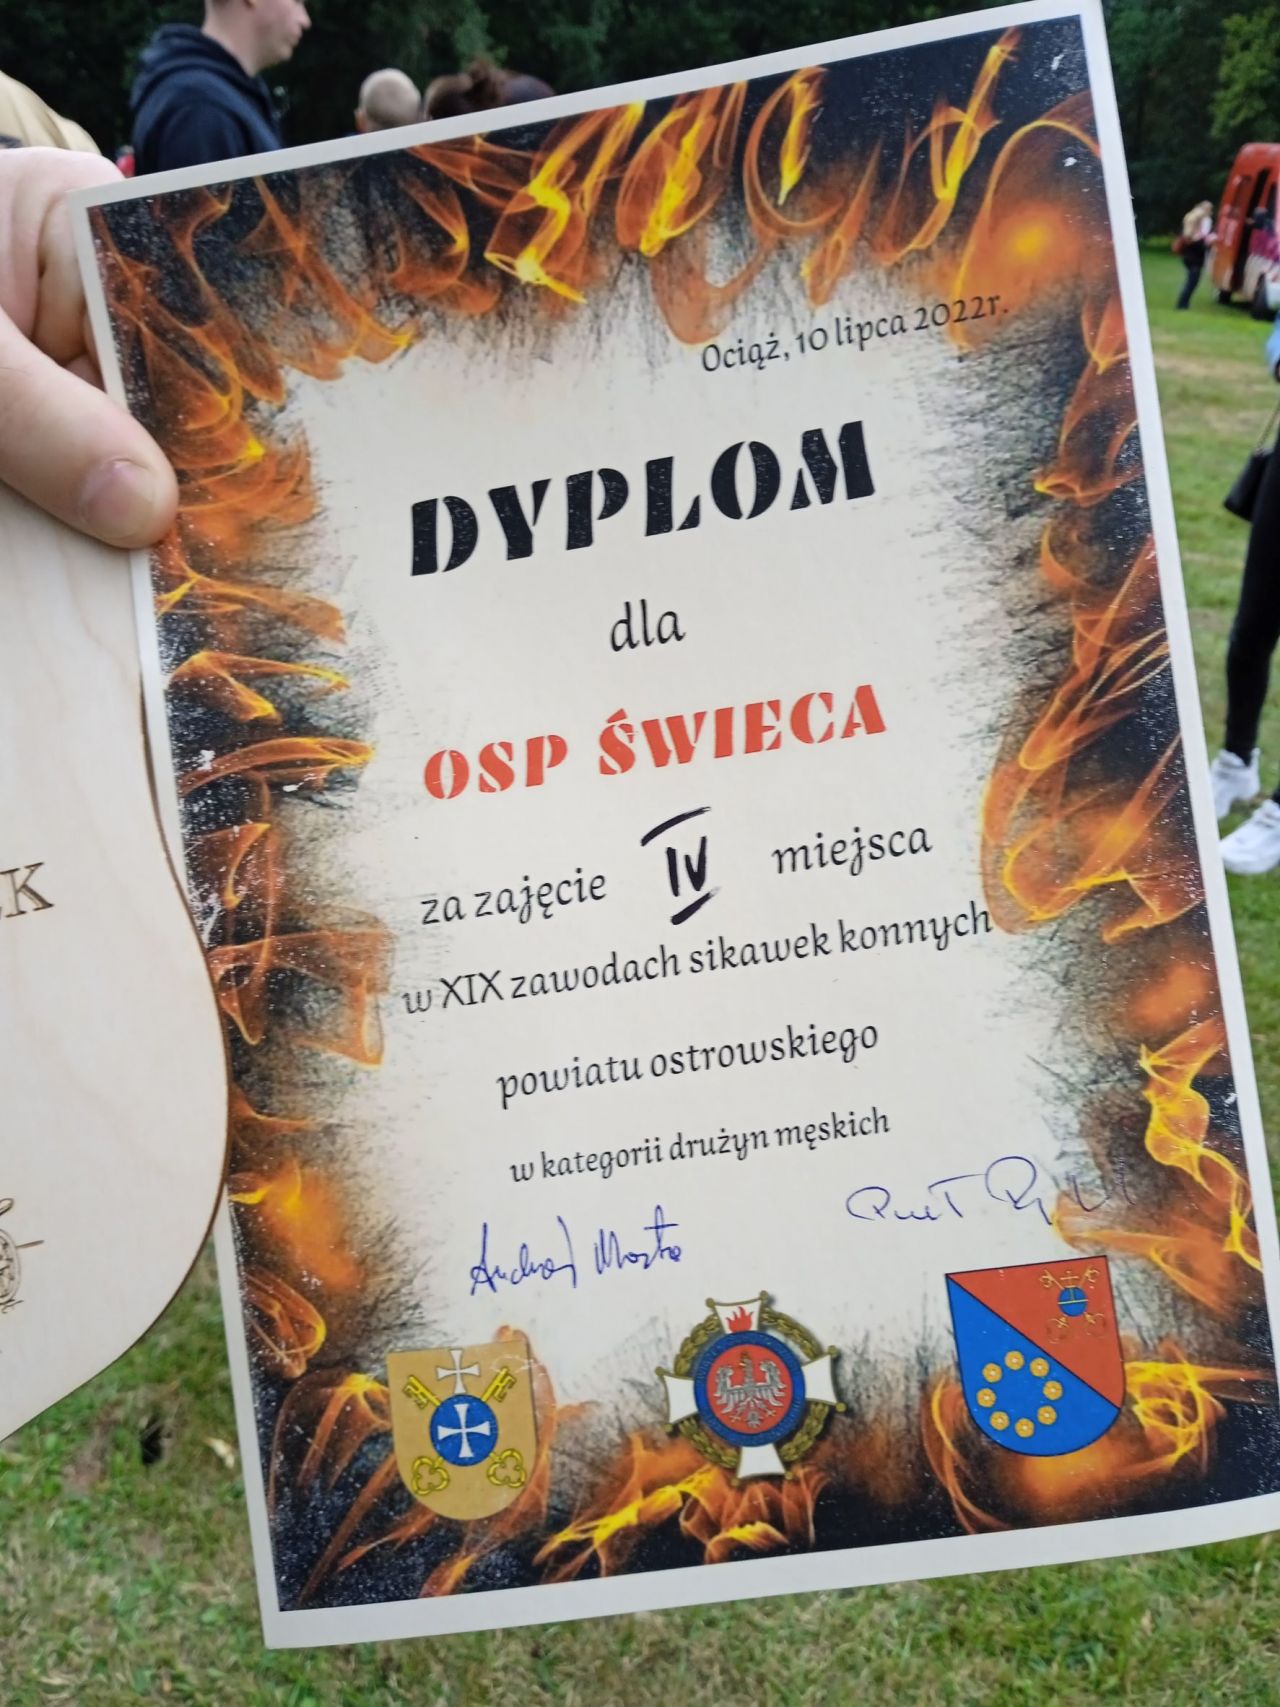 Ociąż, 10 lipca 2022r.
DYPLOM
dla
OSP ŚWIECA
za zajęcie IV miejsca
w XIX zawodach sikawek konnych
powiatu ostrowskiego
w kategorii drużyn męskich
Andrzej